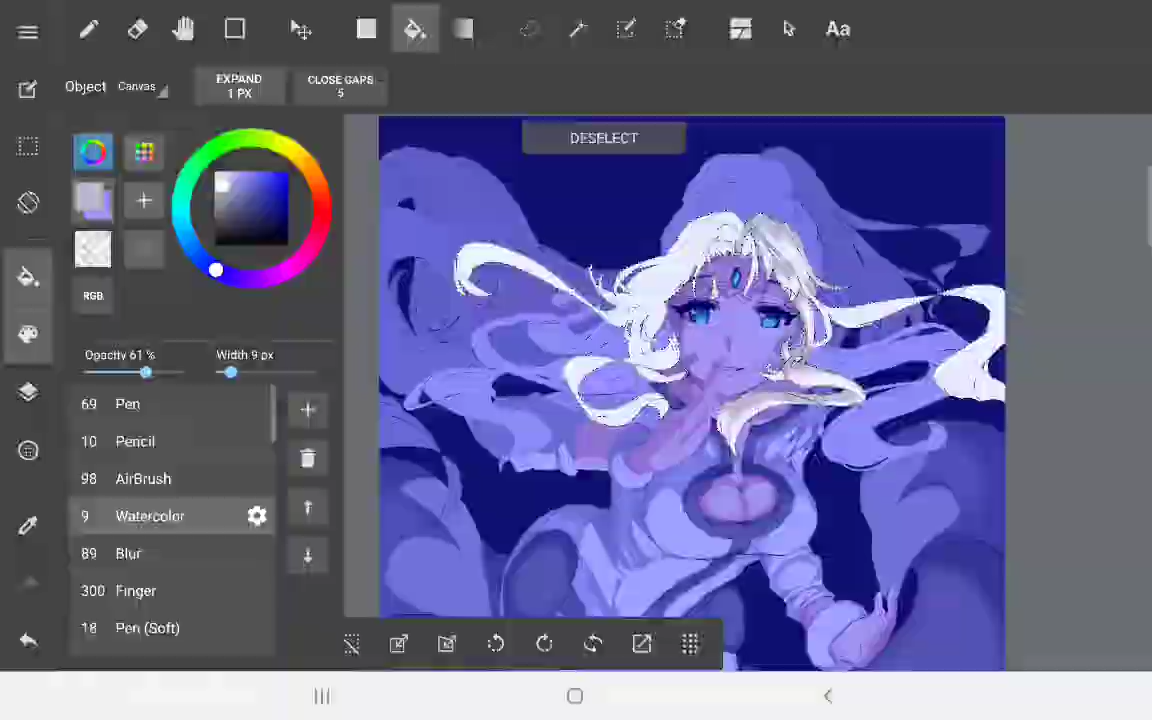 Aa
Object
Canvas
EXPAND
1 PX
CLOSE GAPS
5
DESELECT
RGB
Opacity 61 %
Width 9 px
69 Pen
10 Pencil
98 AirBrush
9 Watercolor
89 Blur
300 Finger
18 Pen (Soft)